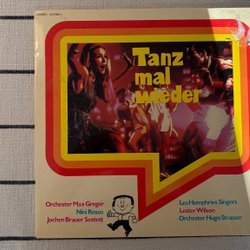 Tanz
mal
wieder
Orchester Max Greger
Nini Rosso
Jochen Brauer Sextett
Les Humphries Singers
Lester Wilson
Orchester Hugo Strasser